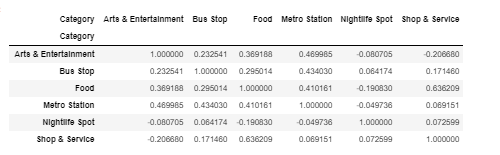 Category Arts & Entertainment Bus Stop Food Metro Station Nightlife Spot Shop & Service
Category
Arts & Entertainment 1.000000 0.232541 0.369188 0.469985 -0.080705 -0.206680
Bus Stop 0.232541 1.000000 0.295014 0.434030 0.064174 0.171460
Food 0.369188 0.295014 1.000000 0.410161 -0.190830 0.636209
Metro Station 0.469985 0.434030 0.410161 1.000000 -0.049736 0.069151
Nightlife Spot -0.080705 0.064174 -0.190830 -0.049736 1.000000 0.072599
Shop & Service -0.206680 0.171460 0.636209 0.069151 0.072599 1.000000